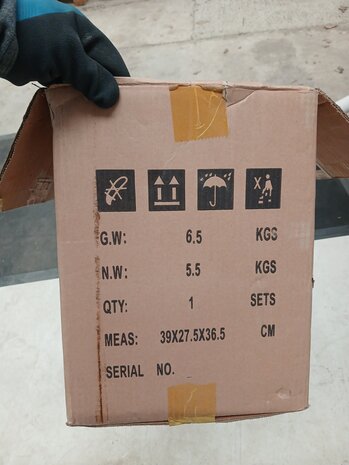 G.W: 6.5 KGS
N.W: 5.5 KGS
QTY: 1 SETS
MEAS: 39X27.5X36.5 CM
SERIAL NO.